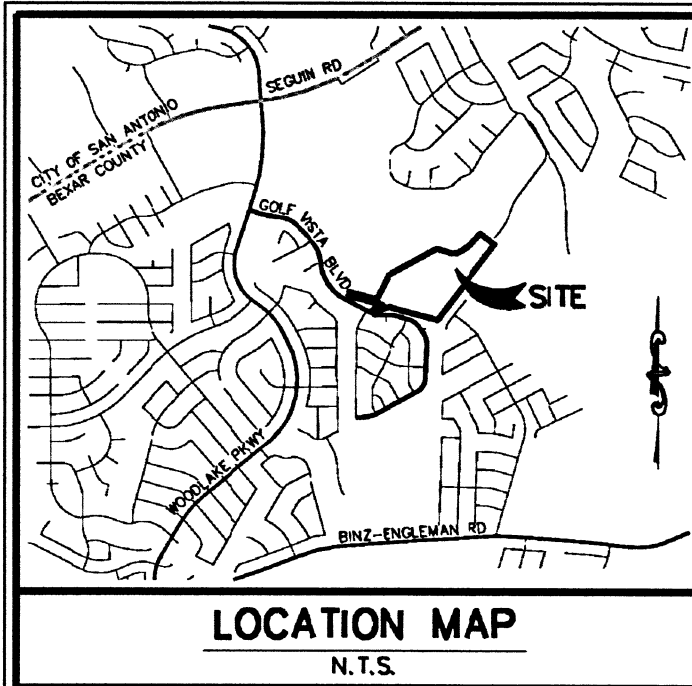 SEGUIN RD
CITY OF SAN ANTONIO
BEXAR COUNTY
GOLF VISTA BLVD
SITE
WOODLAKE PKWY
BINZ-ENGLEMAN RD
LOCATION MAP
N.T.S.